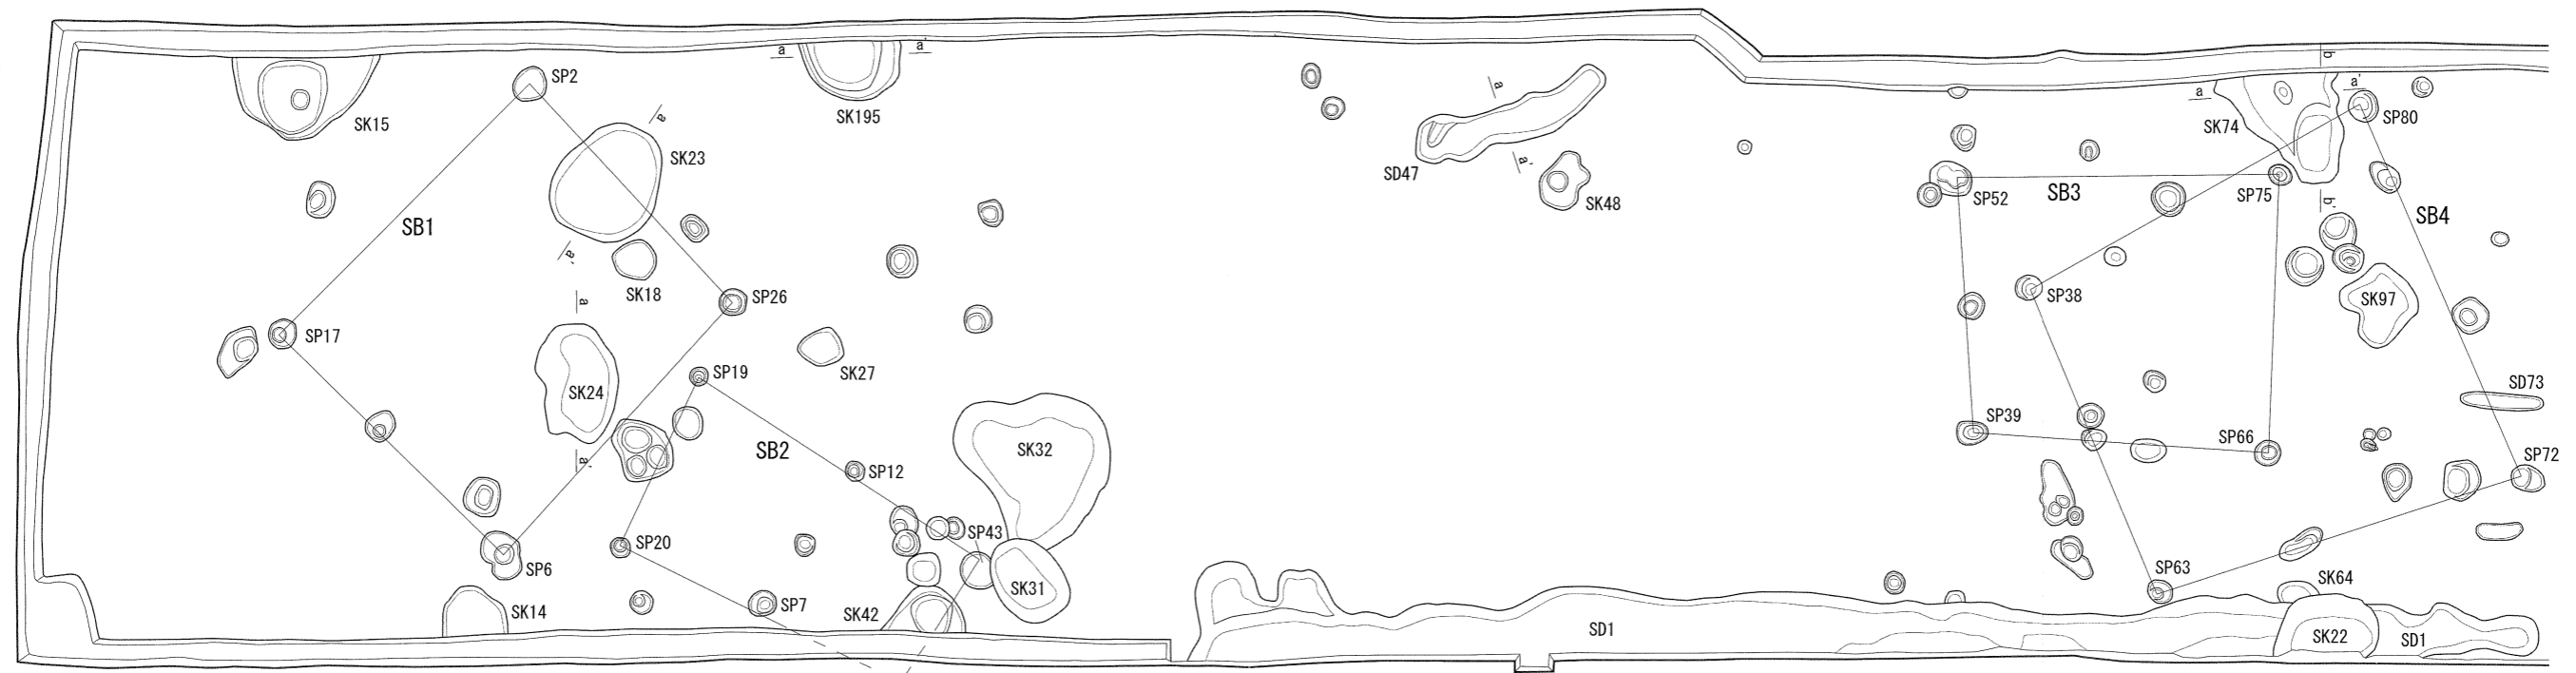 SP2
SK15
a
a'
SK195
a
SK23
SB1
a'
SK18
SP26
SP17
a
SK24
a'
SP19
SK27
SB2
SP12
SK32
SP43
SP20
SP6
SP7
SK14
SK42
SK31
a
SD47
a'
SK48
a
a'
b
SK74
SP80
SP52
SB3
SP75
b'
SB4
SP38
SK97
SD73
SP39
SP66
SP72
SP63
SK64
SD1
SK22
SD1